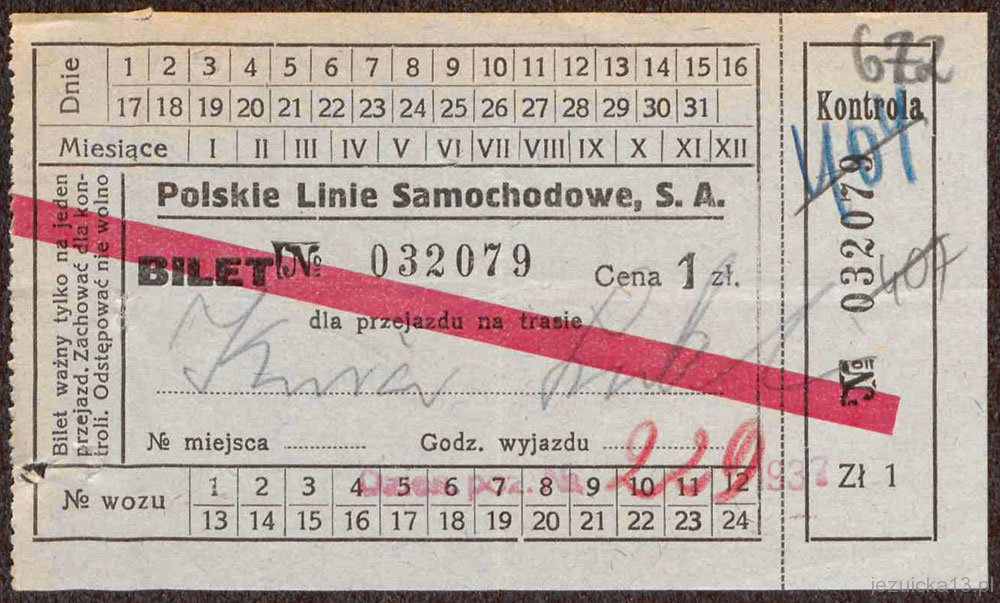 Dnie 1 2 3 4 5 6 7 8 9 10 11 12 13 14 15 16
17 18 19 20 21 22 23 24 25 26 27 28 29 30 31
Miesiące I II III IV V VI VII VIII IX X XI XII
Bilet ważny tylko na jeden
przejazd. Zachować dla kon-
troli. Odstępować nie wolno
Polskie Linie Samochodowe, S. A.
BILET № 032079 Cena 1 zł.
dla przejazdu na trasie
№ miejsca Godz. wyjazdu
229
1937
№ wozu 1 2 3 4 5 6 7 8 9 10 11 12
13 14 15 16 17 18 19 20 21 22 23 24
672
Kontrola
407
№ 032079
407
Zł 1
jezuicka13.pl